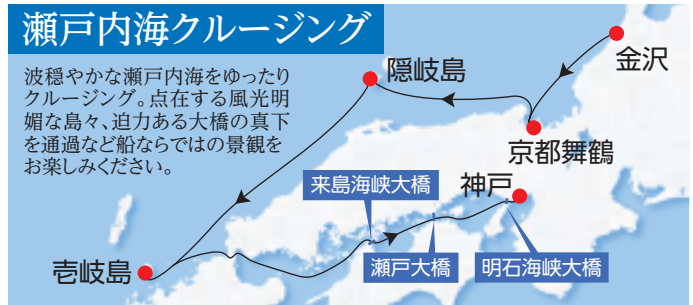 瀬戸内海クルージング
波穏やかな瀬戸内海をゆったり
クルージング。点在する風光明
媚な島々、迫力ある大橋の真下
を通過など船ならではの景観を
お楽しみください。
金沢
隠岐島
京都舞鶴
神戸
来島海峡大橋
瀬戸大橋
明石海峡大橋
壱岐島